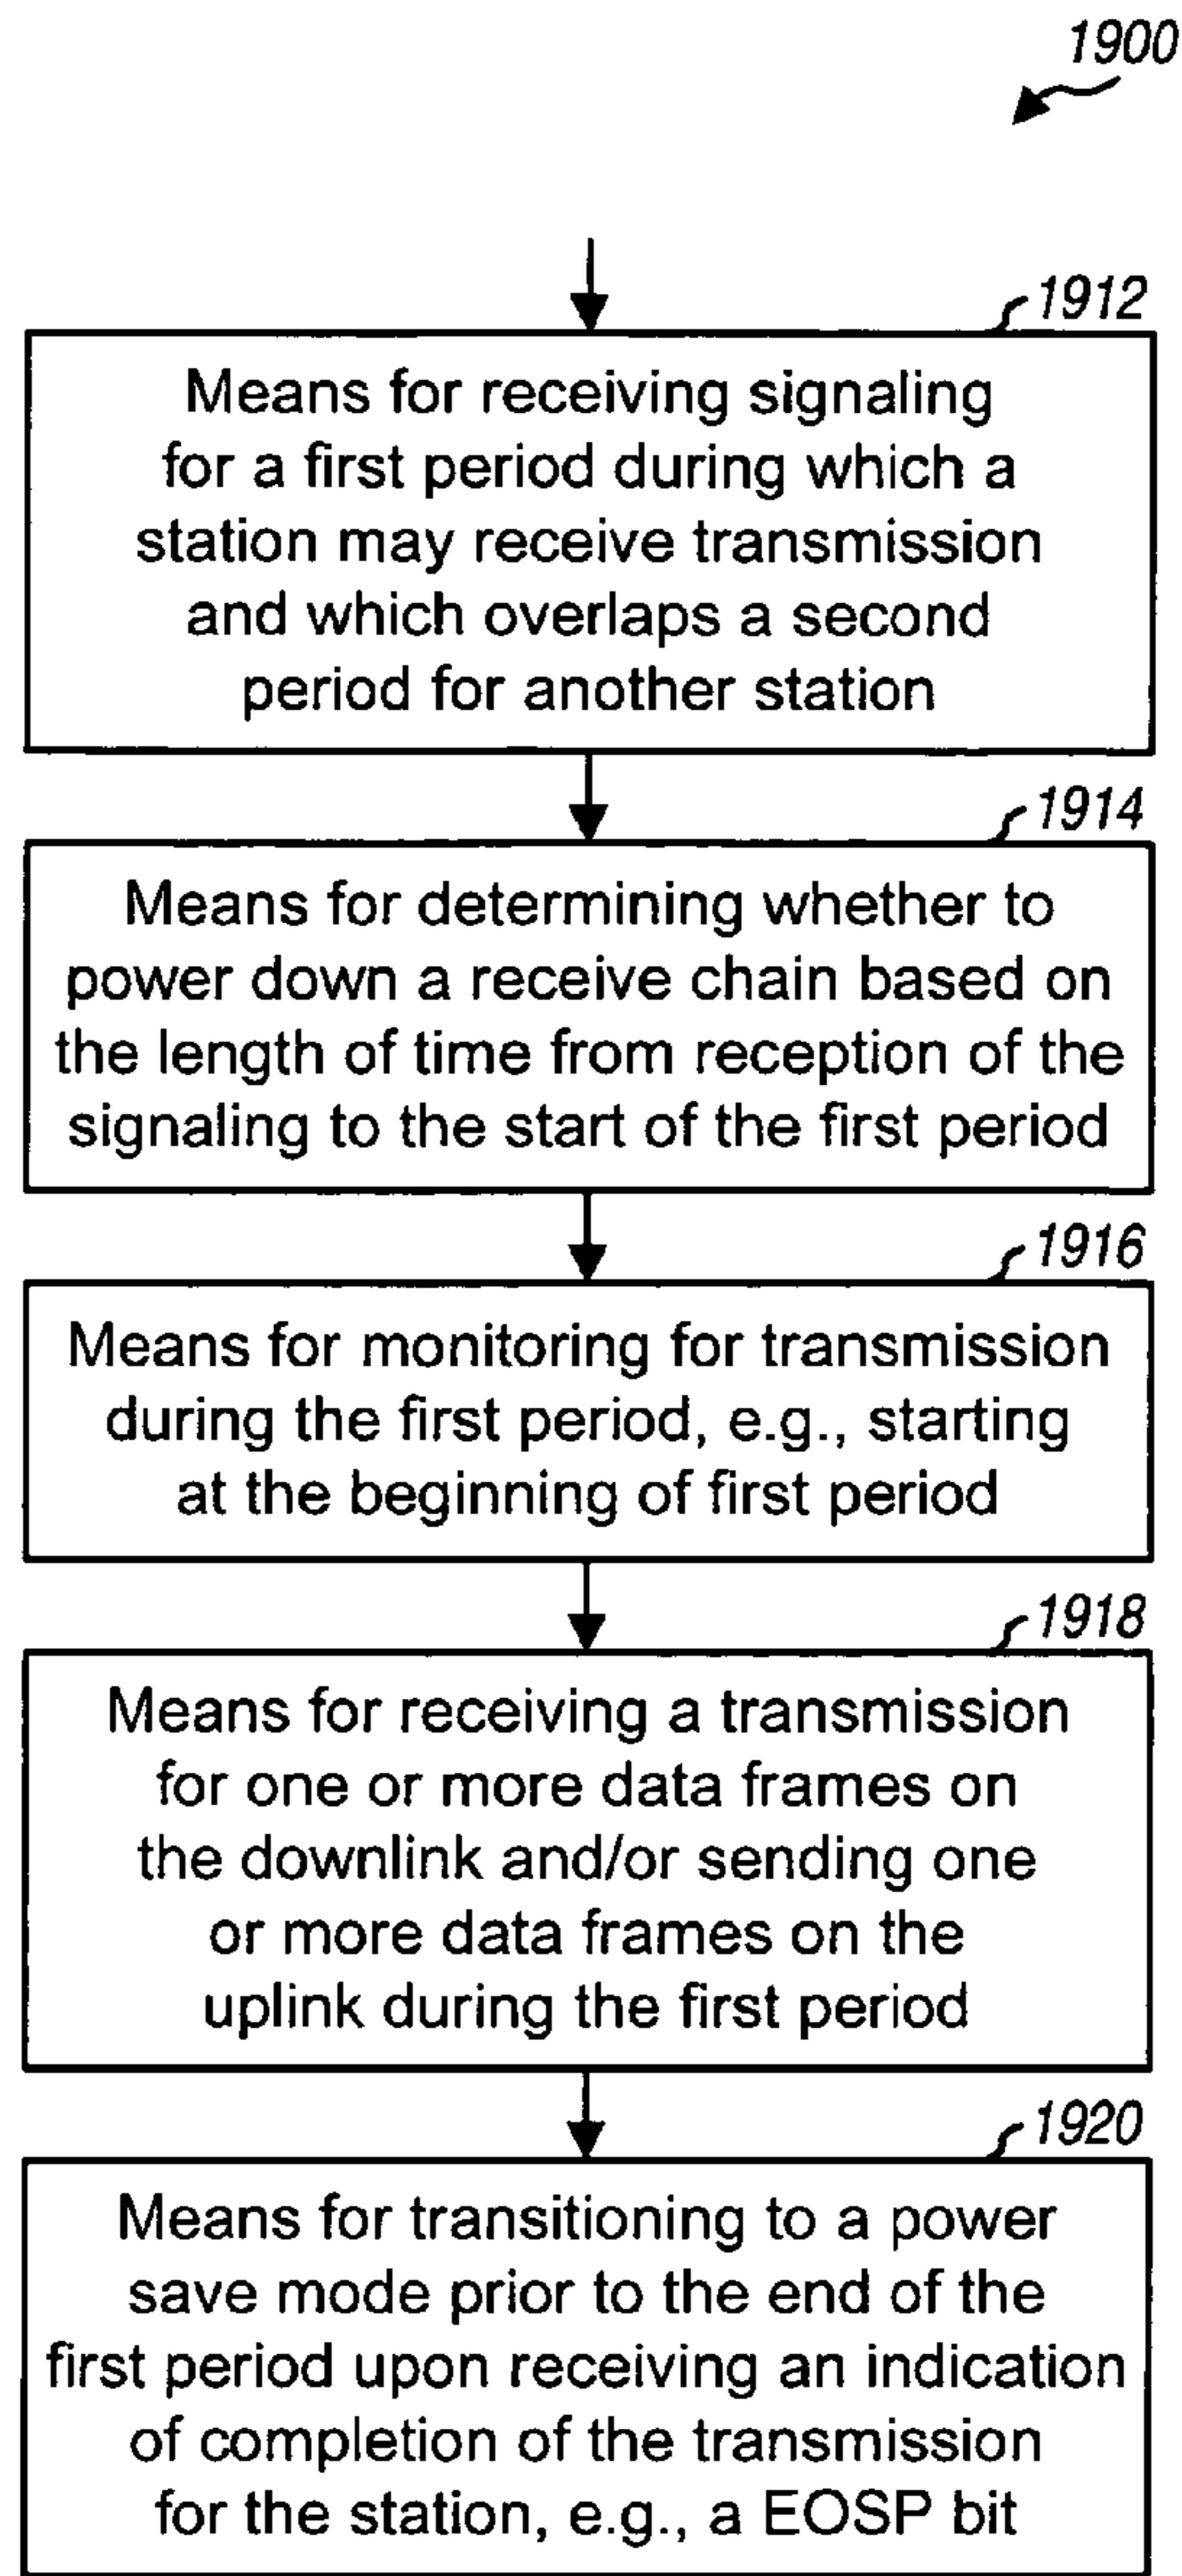 1900
1912
Means for receiving signaling
for a first period during which a
station may receive transmission
and which overlaps a second
period for another station
1914
Means for determining whether to
power down a receive chain based on
the length of time from reception of the
signaling to the start of the first period
1916
Means for monitoring for transmission
during the first period, e.g., starting
at the beginning of first period
1918
Means for receiving a transmission
for one or more data frames on
the downlink and/or sending one
or more data frames on the
uplink during the first period
1920
Means for transitioning to a power
save mode prior to the end of the
first period upon receiving an indication
of completion of the transmission
for the station, e.g., a EOSP bit